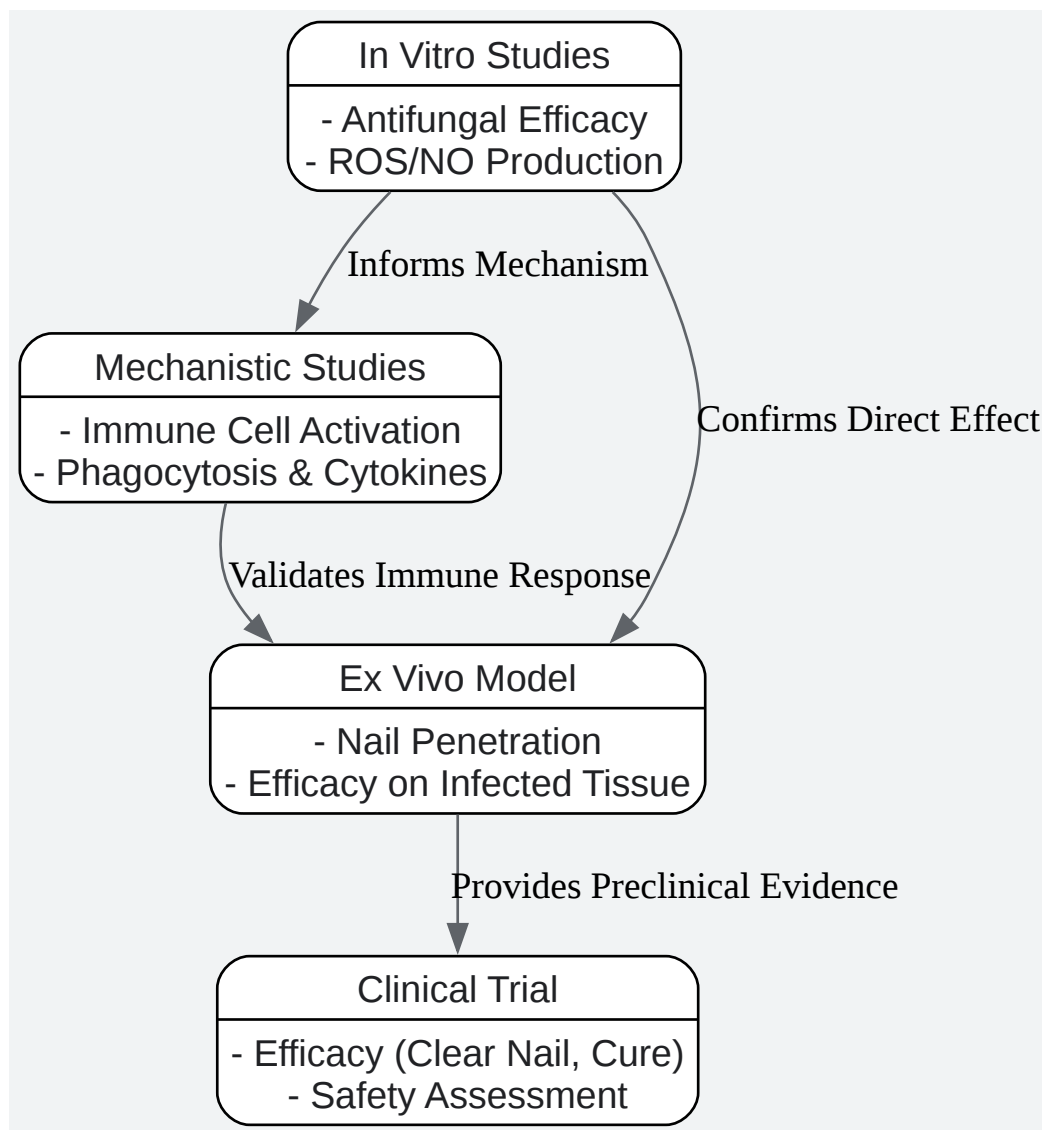 In Vitro Studies
- Antifungal Efficacy
- ROS/NO Production
Informs Mechanism
Mechanistic Studies
- Immune Cell Activation
- Phagocytosis & Cytokines
Confirms Direct Effect
Validates Immune Response
Ex Vivo Model
- Nail Penetration
- Efficacy on Infected Tissue
Provides Preclinical Evidence
Clinical Trial
- Efficacy (Clear Nail, Cure)
- Safety Assessment